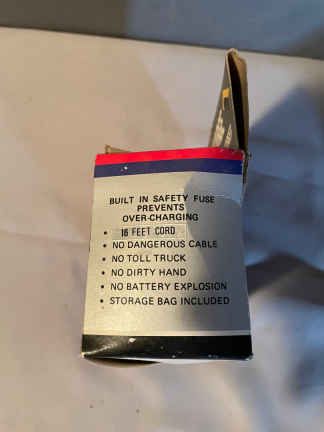 BUILT IN SAFETY FUSE
PREVENTS
OVER-CHARGING
• 16 FEET CORD
• NO DANGEROUS CABLE
• NO TOLL TRUCK
• NO DIRTY HAND
• NO BATTERY EXPLOSION
• STORAGE BAG INCLUDED